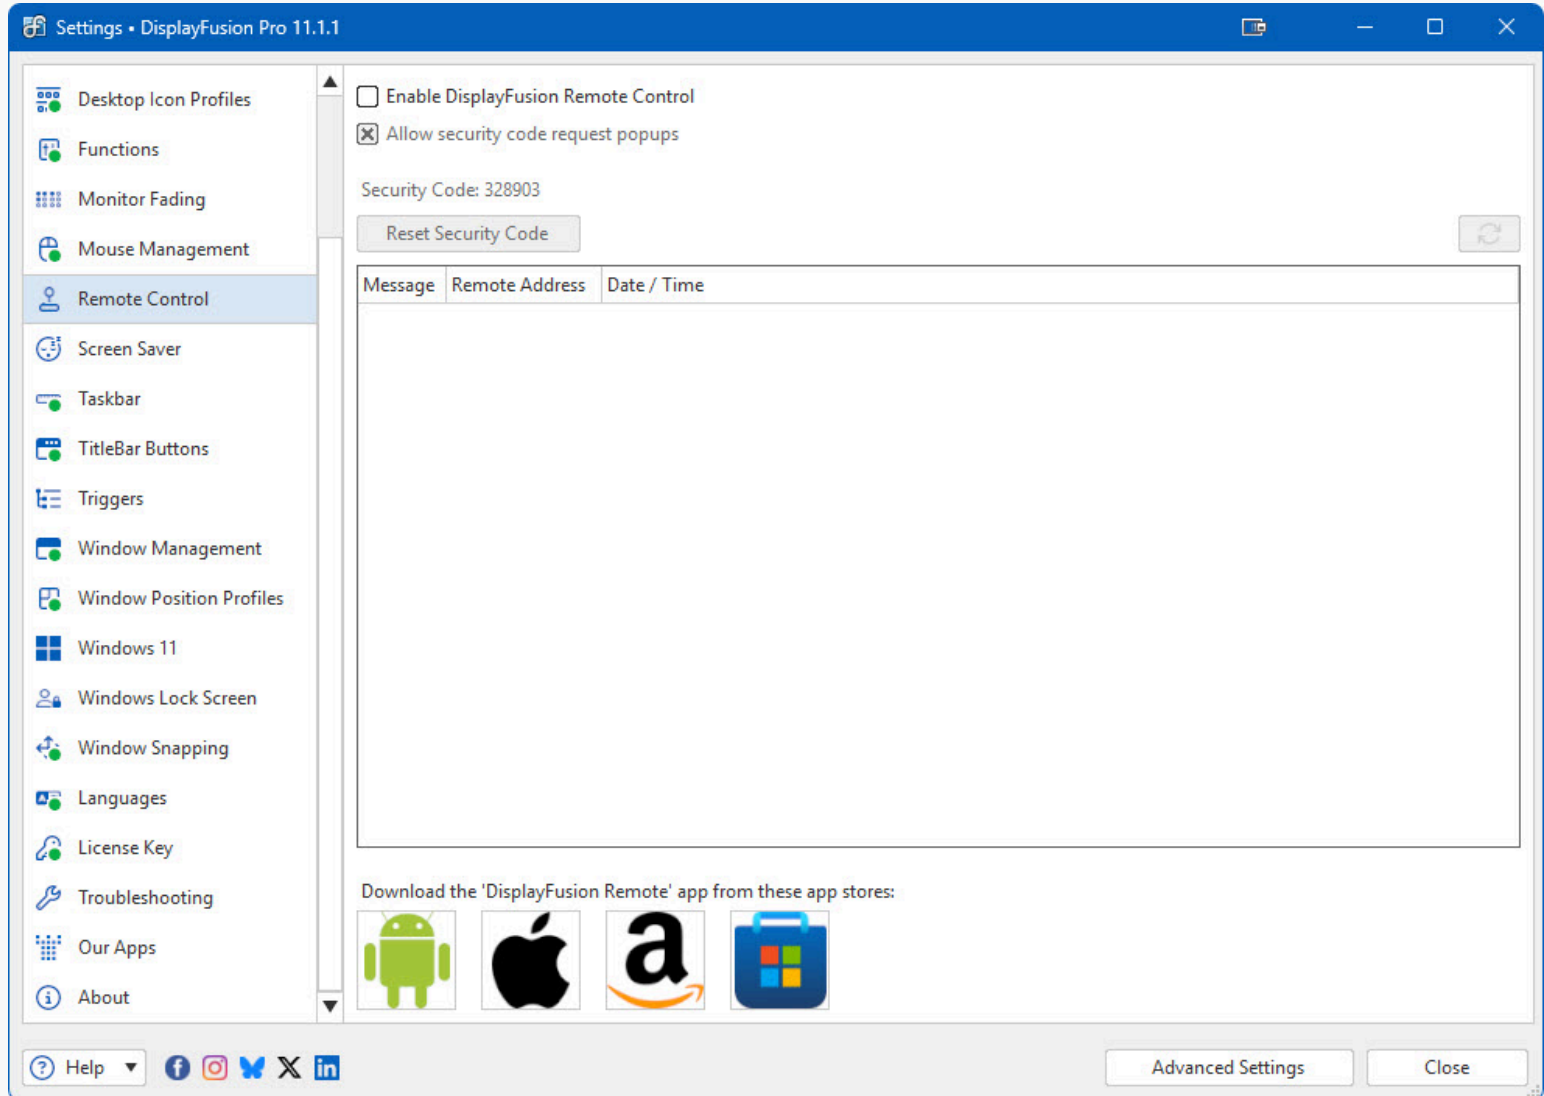 Settings • DisplayFusion Pro 11.1.1
Desktop Icon Profiles
Functions
Monitor Fading
Mouse Management
Remote Control
Screen Saver
Taskbar
TitleBar Buttons
Triggers
Window Management
Window Position Profiles
Windows 11
Windows Lock Screen
Window Snapping
Languages
License Key
Troubleshooting
Our Apps
About
Enable DisplayFusion Remote Control
Allow security code request popups
Security Code: 328903
Reset Security Code
Message Remote Address Date / Time
Download the 'DisplayFusion Remote' app from these app stores:
Help
Advanced Settings
Close